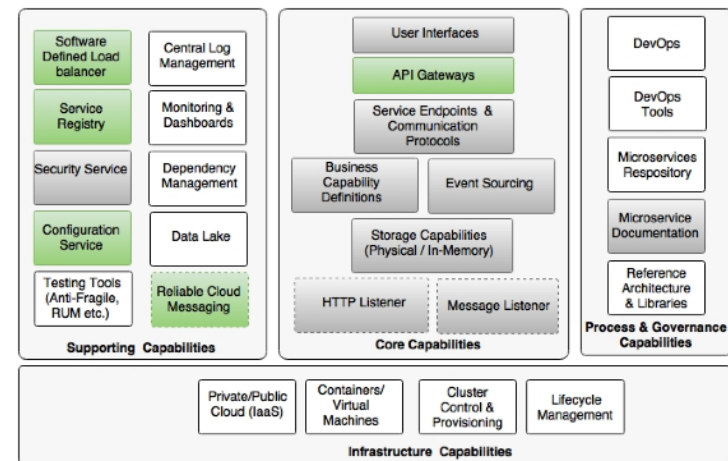 Software
Defined Load
balancer
Central Log
Management
Service
Registry
Monitoring &
Dashboards
Security Service
Dependency
Management
Configuration
Service
Data Lake
Testing Tools
(Anti-Fragile,
RUM etc.)
Reliable Cloud
Messaging
Supporting Capabilities
User Interfaces
API Gateways
Service Endpoints &
Communication
Protocols
Business
Capability
Definitions
Event Sourcing
Storage Capabilities
(Physical / In-Memory)
HTTP Listener
Message Listener
Core Capabilities
DevOps
DevOps
Tools
Microservices
Respository
Microservice
Documentation
Reference
Architecture
& Libraries
Process & Governance
Capabilities
Private/Public
Cloud (IaaS)
Containers/
Virtual
Machines
Cluster
Control &
Provisioning
Lifecycle
Management
Infrastructure Capabilities